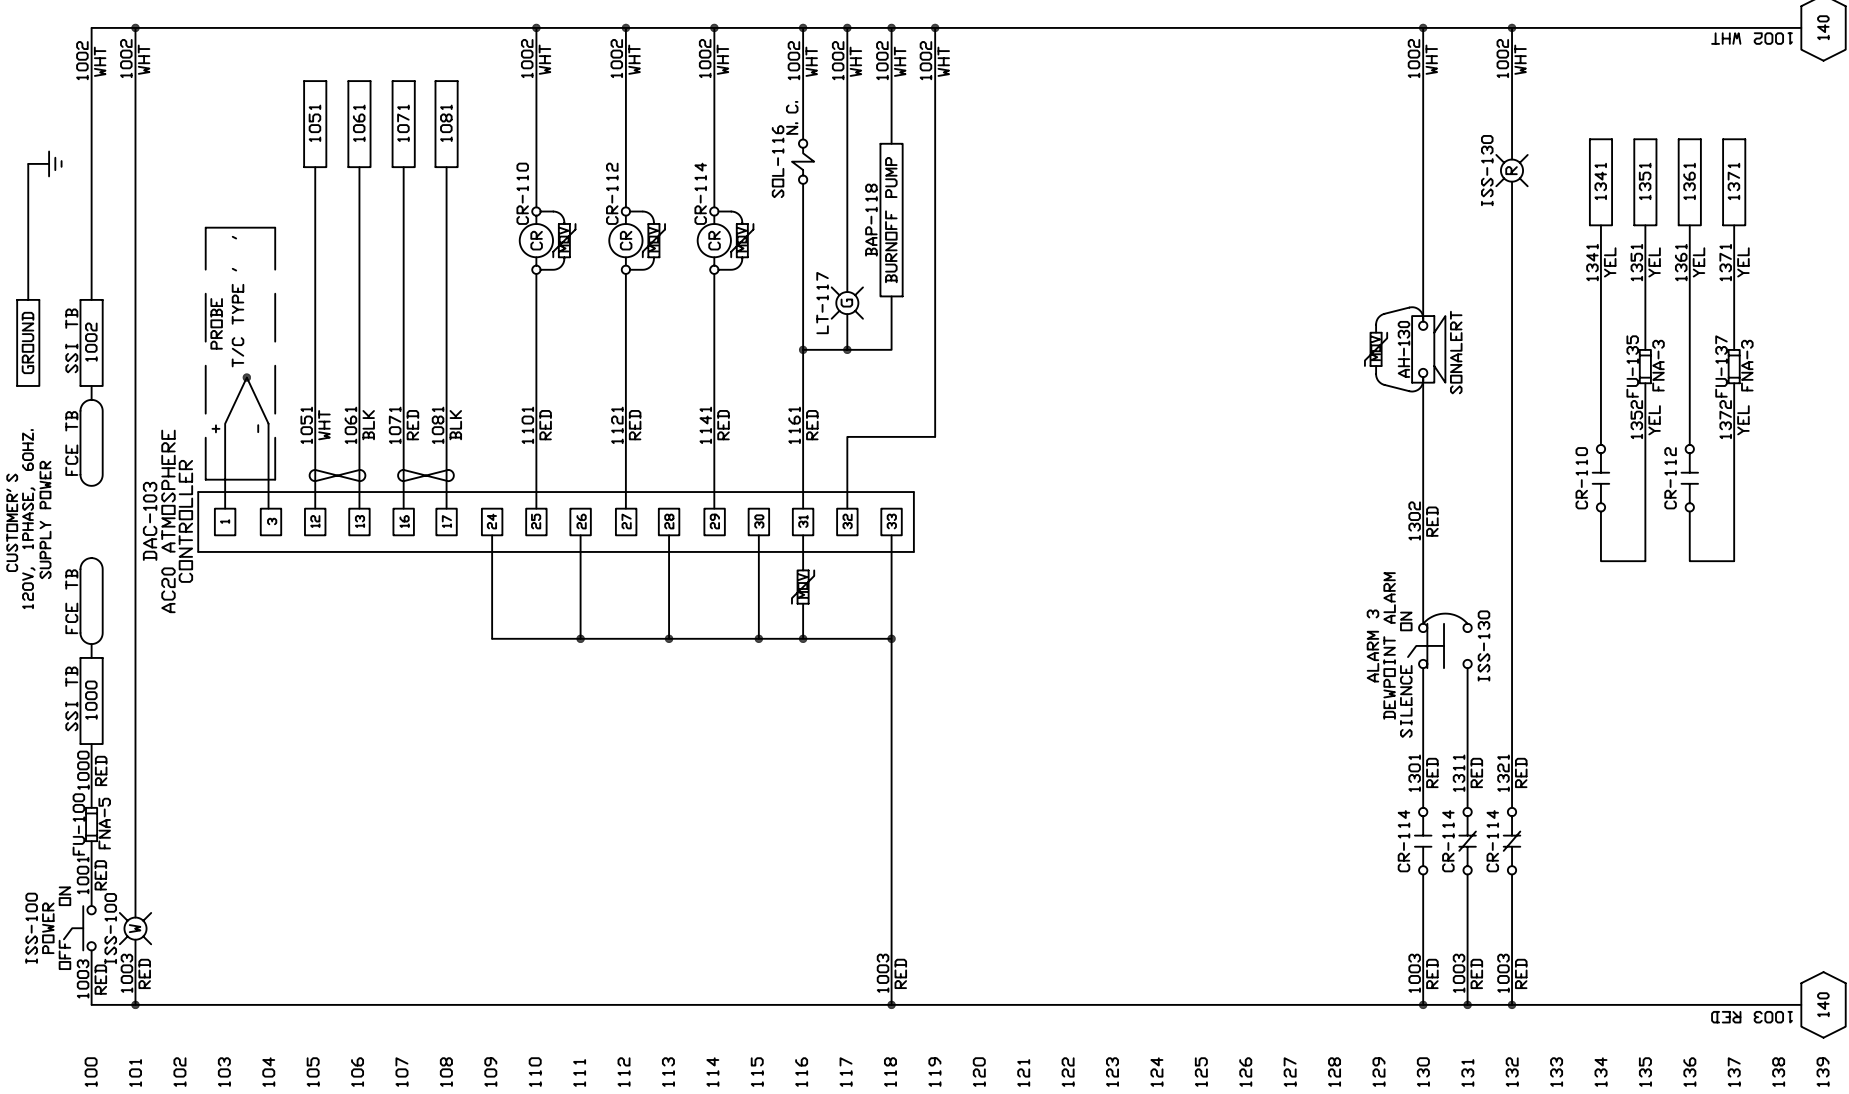 CUSTOMER'S
120V, 1PHASE, 60HZ.
SUPPLY POWER
GROUND
100
1003
RED
ISS-100
POWER
OFF
ON
1001
RED
FU-100
FNA-5
1000
RED
SSI TB
1000
FCE TB
FCE TB
SSI TB
1002
1002
WHT
101
1003
RED
ISS-100
W
1002
WHT
102
DAC-103
AC20 ATMOSPHERE
CONTROLLER
103
1
+
PROBE
T/C TYPE ' '
104
3
-
105
12
1051
WHT
1051
106
13
1061
BLK
1061
107
16
1071
RED
1071
108
17
1081
BLK
1081
109
24
110
25
1101
RED
CR
MOV
CR-110
1002
WHT
111
26
112
27
1121
RED
CR
MOV
CR-112
1002
WHT
113
28
114
29
1141
RED
CR
MOV
CR-114
1002
WHT
115
30
116
MOV
31
1161
RED
SOL-116
N.C.
1002
WHT
117
32
LT-117
G
1002
WHT
118
1003
RED
33
BAP-118
BURNOFF PUMP
1002
WHT
119
1002
WHT
120
121
122
123
124
125
126
127
128
129
MOV
130
1003
RED
CR-114
1301
RED
ALARM 3
DEWPOINT ALARM
SILENCE
ON
1302
RED
AH-130
SONALERT
1002
WHT
131
1003
RED
CR-114
1311
RED
ISS-130
132
1003
RED
CR-114
1321
RED
ISS-130
R
1002
WHT
133
134
CR-110
1341
YEL
1341
135
1352
YEL
FU-135
FNA-3
1351
YEL
1351
136
CR-112
1361
YEL
1361
137
1372
YEL
FU-137
FNA-3
1371
YEL
1371
138
1003 RED
1002 WHT
139
140
140